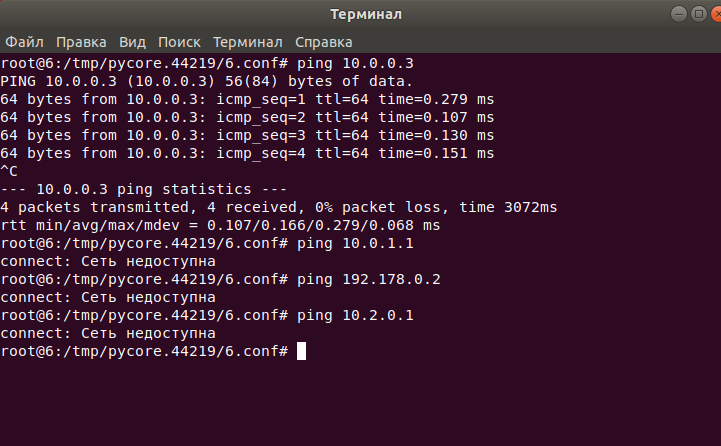 Терминал
Файл Правка Вид Поиск Терминал Справка
root@6:/tmp/pycore.44219/6.conf# ping 10.0.0.3
PING 10.0.0.3 (10.0.0.3) 56(84) bytes of data.
64 bytes from 10.0.0.3: icmp_seq=1 ttl=64 time=0.279 ms
64 bytes from 10.0.0.3: icmp_seq=2 ttl=64 time=0.107 ms
64 bytes from 10.0.0.3: icmp_seq=3 ttl=64 time=0.130 ms
64 bytes from 10.0.0.3: icmp_seq=4 ttl=64 time=0.151 ms
^C
--- 10.0.0.3 ping statistics ---
4 packets transmitted, 4 received, 0% packet loss, time 3072ms
rtt min/avg/max/mdev = 0.107/0.166/0.279/0.068 ms
root@6:/tmp/pycore.44219/6.conf# ping 10.0.1.1
connect: Сеть недоступна
root@6:/tmp/pycore.44219/6.conf# ping 192.178.0.2
connect: Сеть недоступна
root@6:/tmp/pycore.44219/6.conf# ping 10.2.0.1
connect: Сеть недоступна
root@6:/tmp/pycore.44219/6.conf#